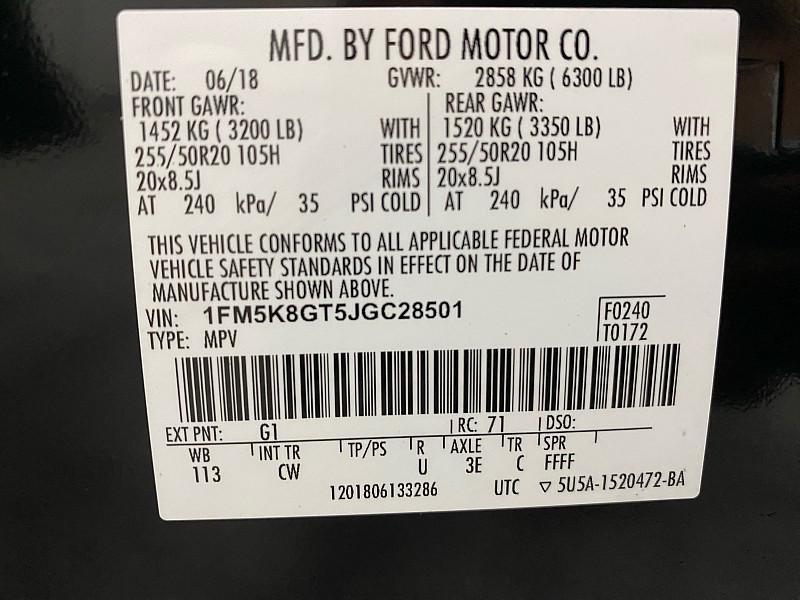 MFD. BY FORD MOTOR CO.
DATE: 06/18 GVWR: 2858 KG ( 6300 LB)
FRONT GAWR: REAR GAWR:
1452 KG ( 3200 LB) WITH 1520 KG ( 3350 LB) WITH
255/50R20 105H TIRES 255/50R20 105H TIRES
20x8.5J RIMS 20x8.5J RIMS
AT 240 kPa/ 35 PSI COLD AT 240 kPa/ 35 PSI COLD
THIS VEHICLE CONFORMS TO ALL APPLICABLE FEDERAL MOTOR
VEHICLE SAFETY STANDARDS IN EFFECT ON THE DATE OF
MANUFACTURE SHOWN ABOVE.
VIN: 1FM5K8GT5JGC28501 F0240
TYPE: MPV T0172
EXT PNT: G1 RC: 71 DSO:
WB INT TR TP/PS R AXLE TR SPR
113 CW U 3E C FFFF
1201806133286 UTC ▽ 5U5A-1520472-BA